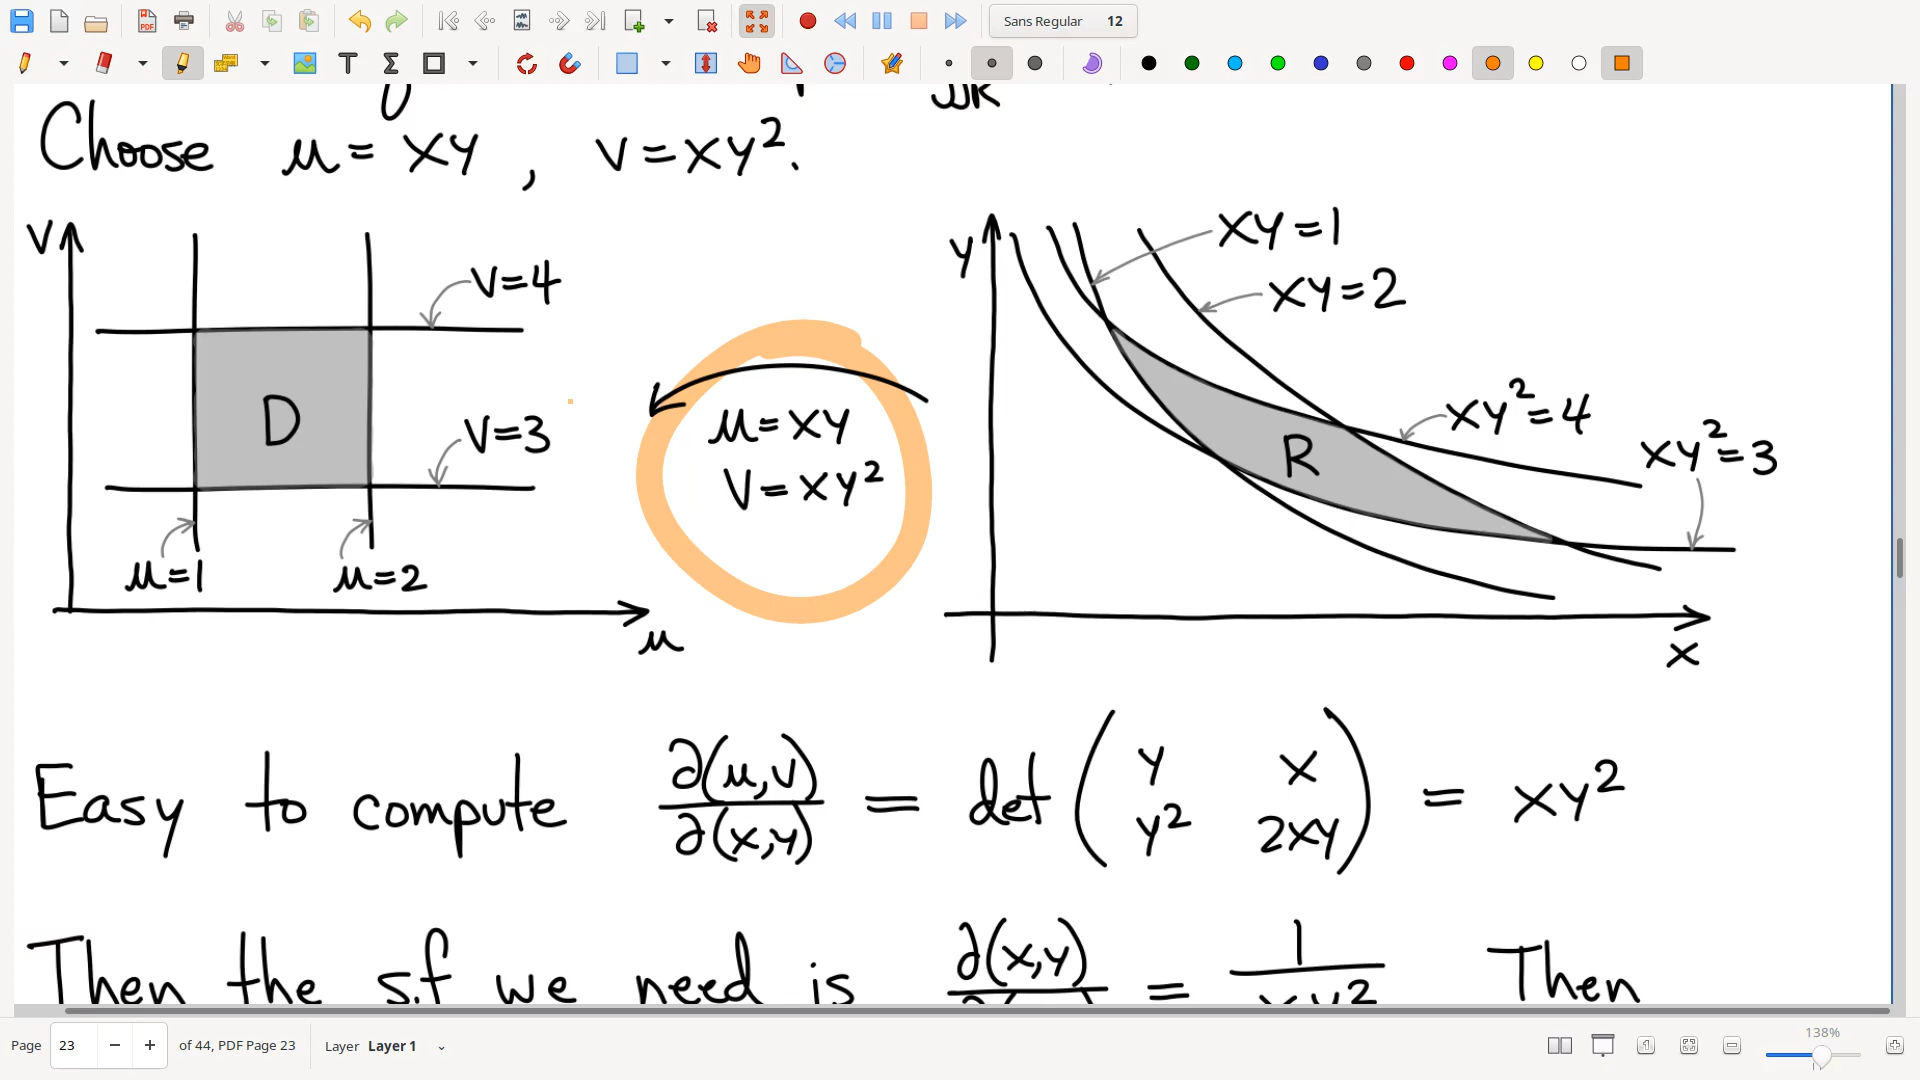 Sans Regular 12
Choose u = xy , v = xy².
v
v=4
D
v=3
u=1
u=2
u
u = xy
v = xy²
y
xy=1
xy=2
xy²=4
xy²=3
R
x
Easy to compute ∂(u,v)/∂(x,y) = det ( y x ; y² 2xy ) = xy²
Then the s.f we need is ∂(x,y) = 1/xy² Then
Page 23 of 44, PDF Page 23 Layer Layer 1 138%